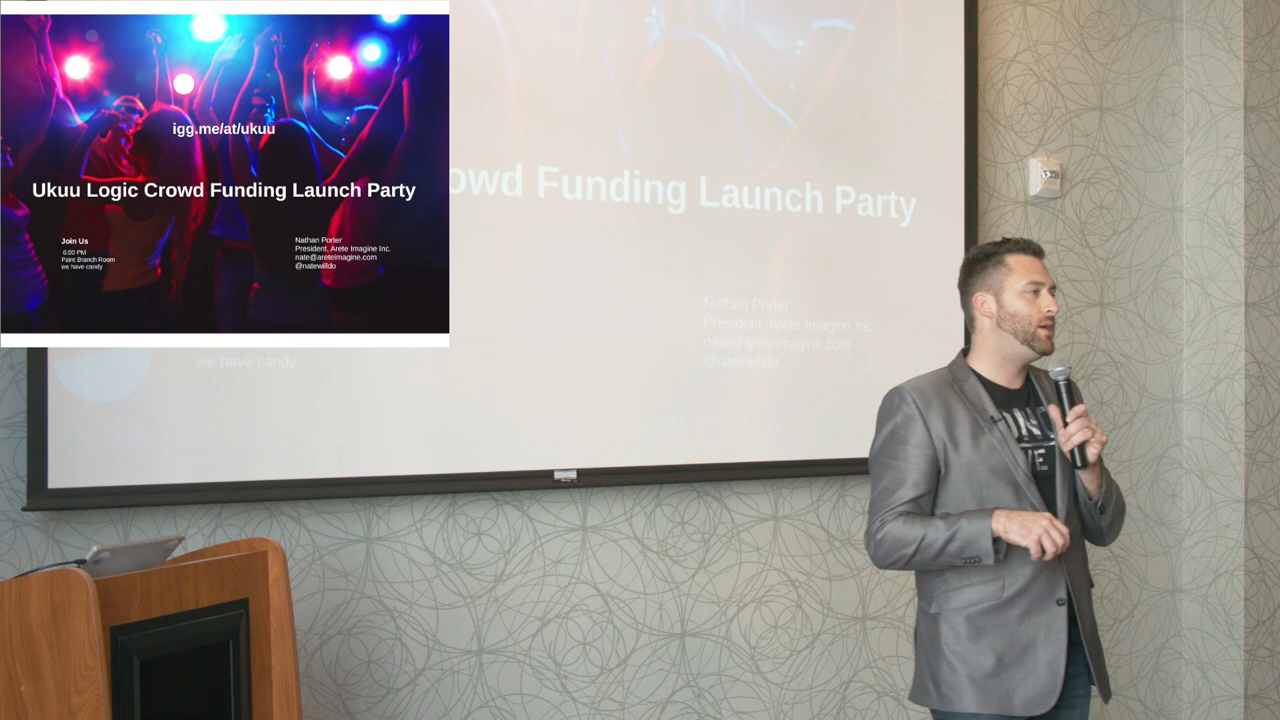 igg.me/at/ukuu
Ukuu Logic Crowd Funding Launch Party
Join Us
6:00 PM
Paint Branch Room
we have candy
Nathan Porter
President, Arete Imagine Inc.
nate@areteimagine.com
@natewilldo
owd Funding Launch Party
we have candy
Nathan Porter
President, Arete Imagine Inc.
nate@areteimagine.com
@natewilldo